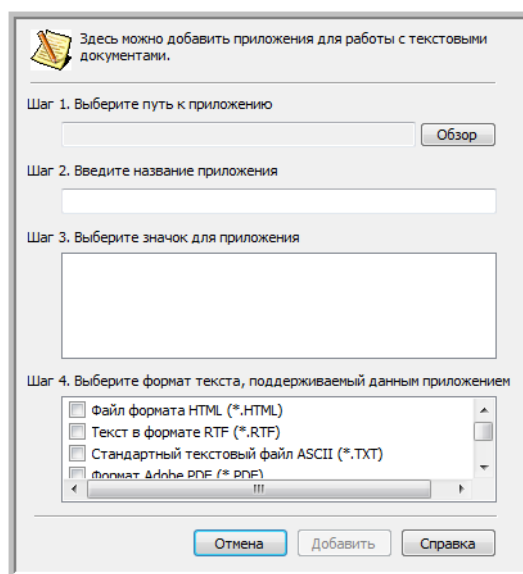 Здесь можно добавить приложения для работы с текстовыми
документами.
Шаг 1. Выберите путь к приложению
Обзор
Шаг 2. Введите название приложения
Шаг 3. Выберите значок для приложения
Шаг 4. Выберите формат текста, поддерживаемый данным приложением
Файл формата HTML (*.HTML)
Текст в формате RTF (*.RTF)
Стандартный текстовый файл ASCII (*.TXT)
Формат Adobe PDF (*.PDF)
Отмена Добавить Справка